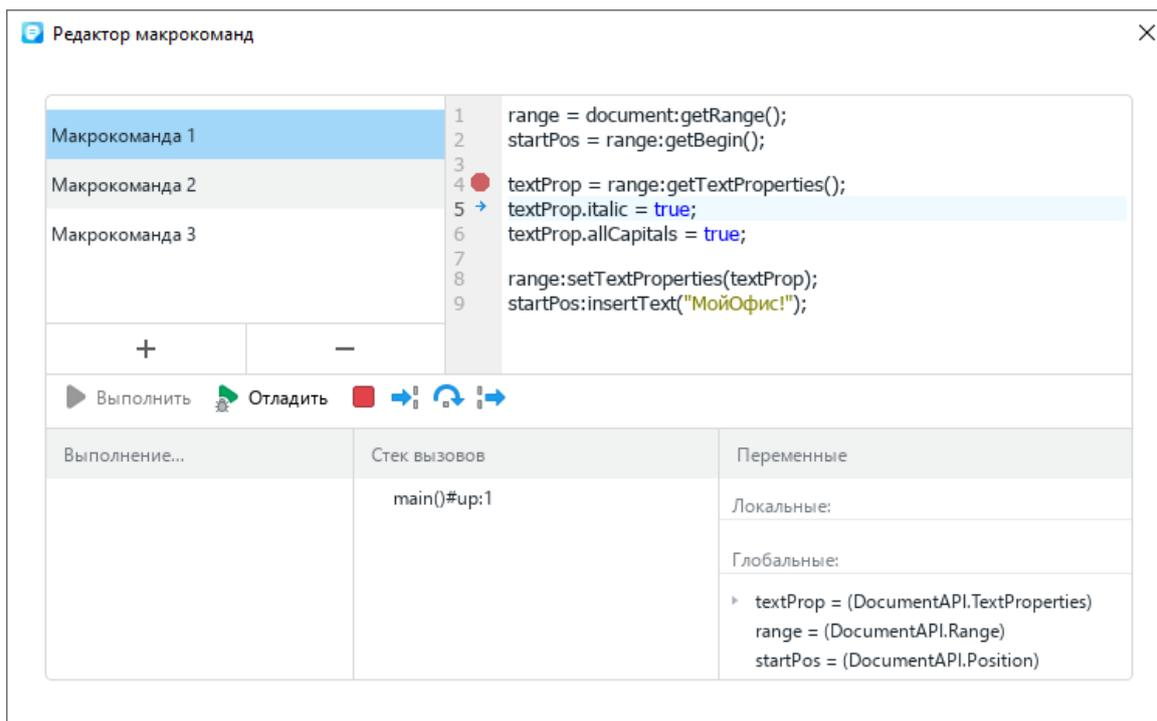 Редактор макрокоманд
Макрокоманда 1
Макрокоманда 2
Макрокоманда 3
1 range = document:getRange();
2 startPos = range:getBegin();
3
4 textProp = range:getTextProperties();
5 textProp.italic = true;
6 textProp.allCapitals = true;
7
8 range:setTextProperties(textProp);
9 startPos:insertText("МойОфис!");
Выполнить Отладить
Выполнение...
Стек вызовов
main()#up:1
Переменные
Локальные:
Глобальные:
textProp = (DocumentAPI.TextProperties)
range = (DocumentAPI.Range)
startPos = (DocumentAPI.Position)